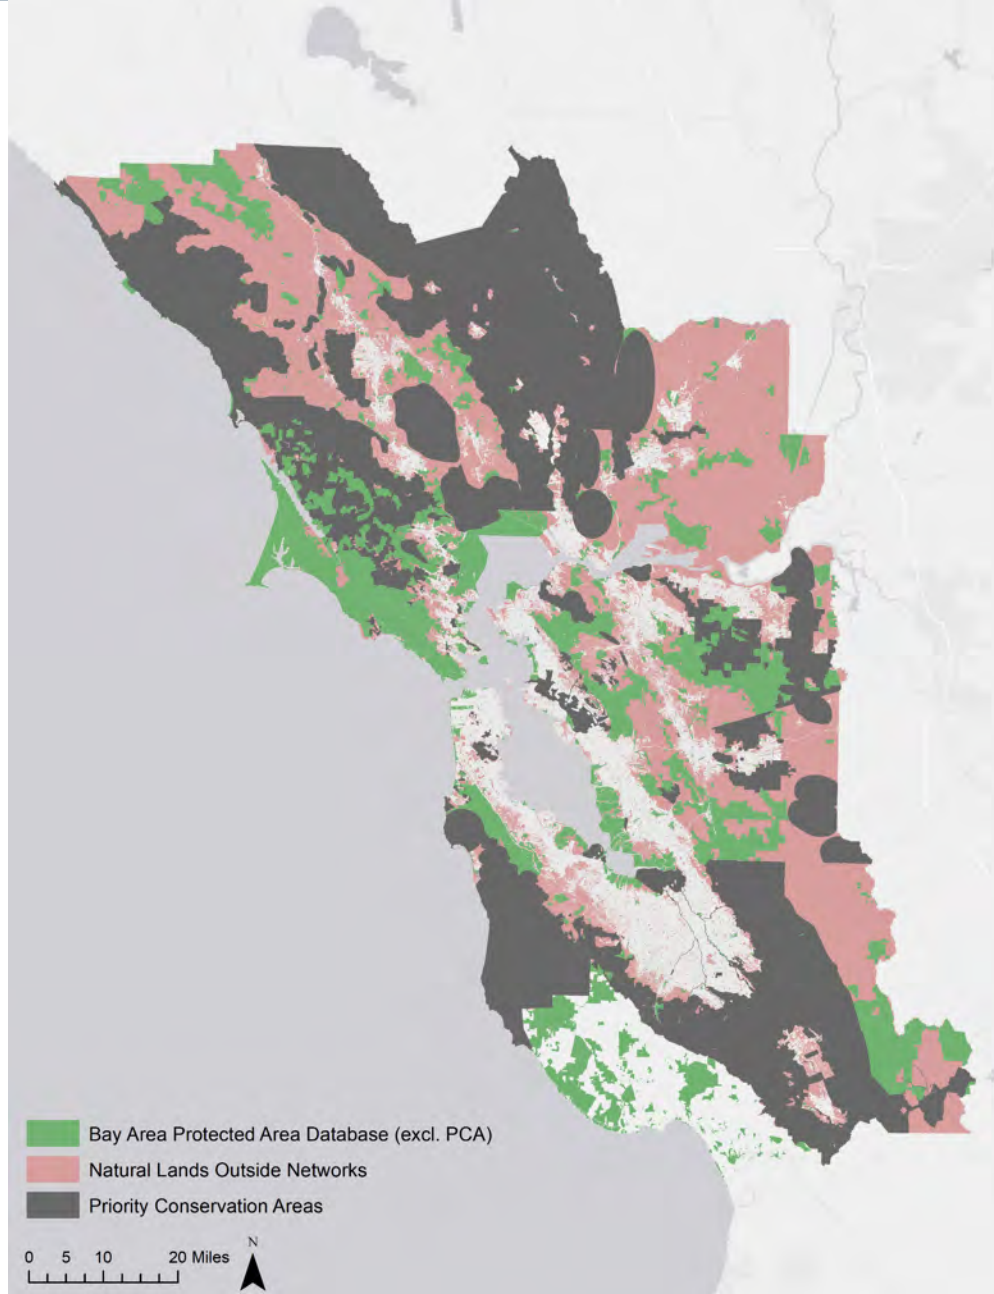 Bay Area Protected Area Database (excl. PCA)
Natural Lands Outside Networks
Priority Conservation Areas
0 5 10 20 Miles
N